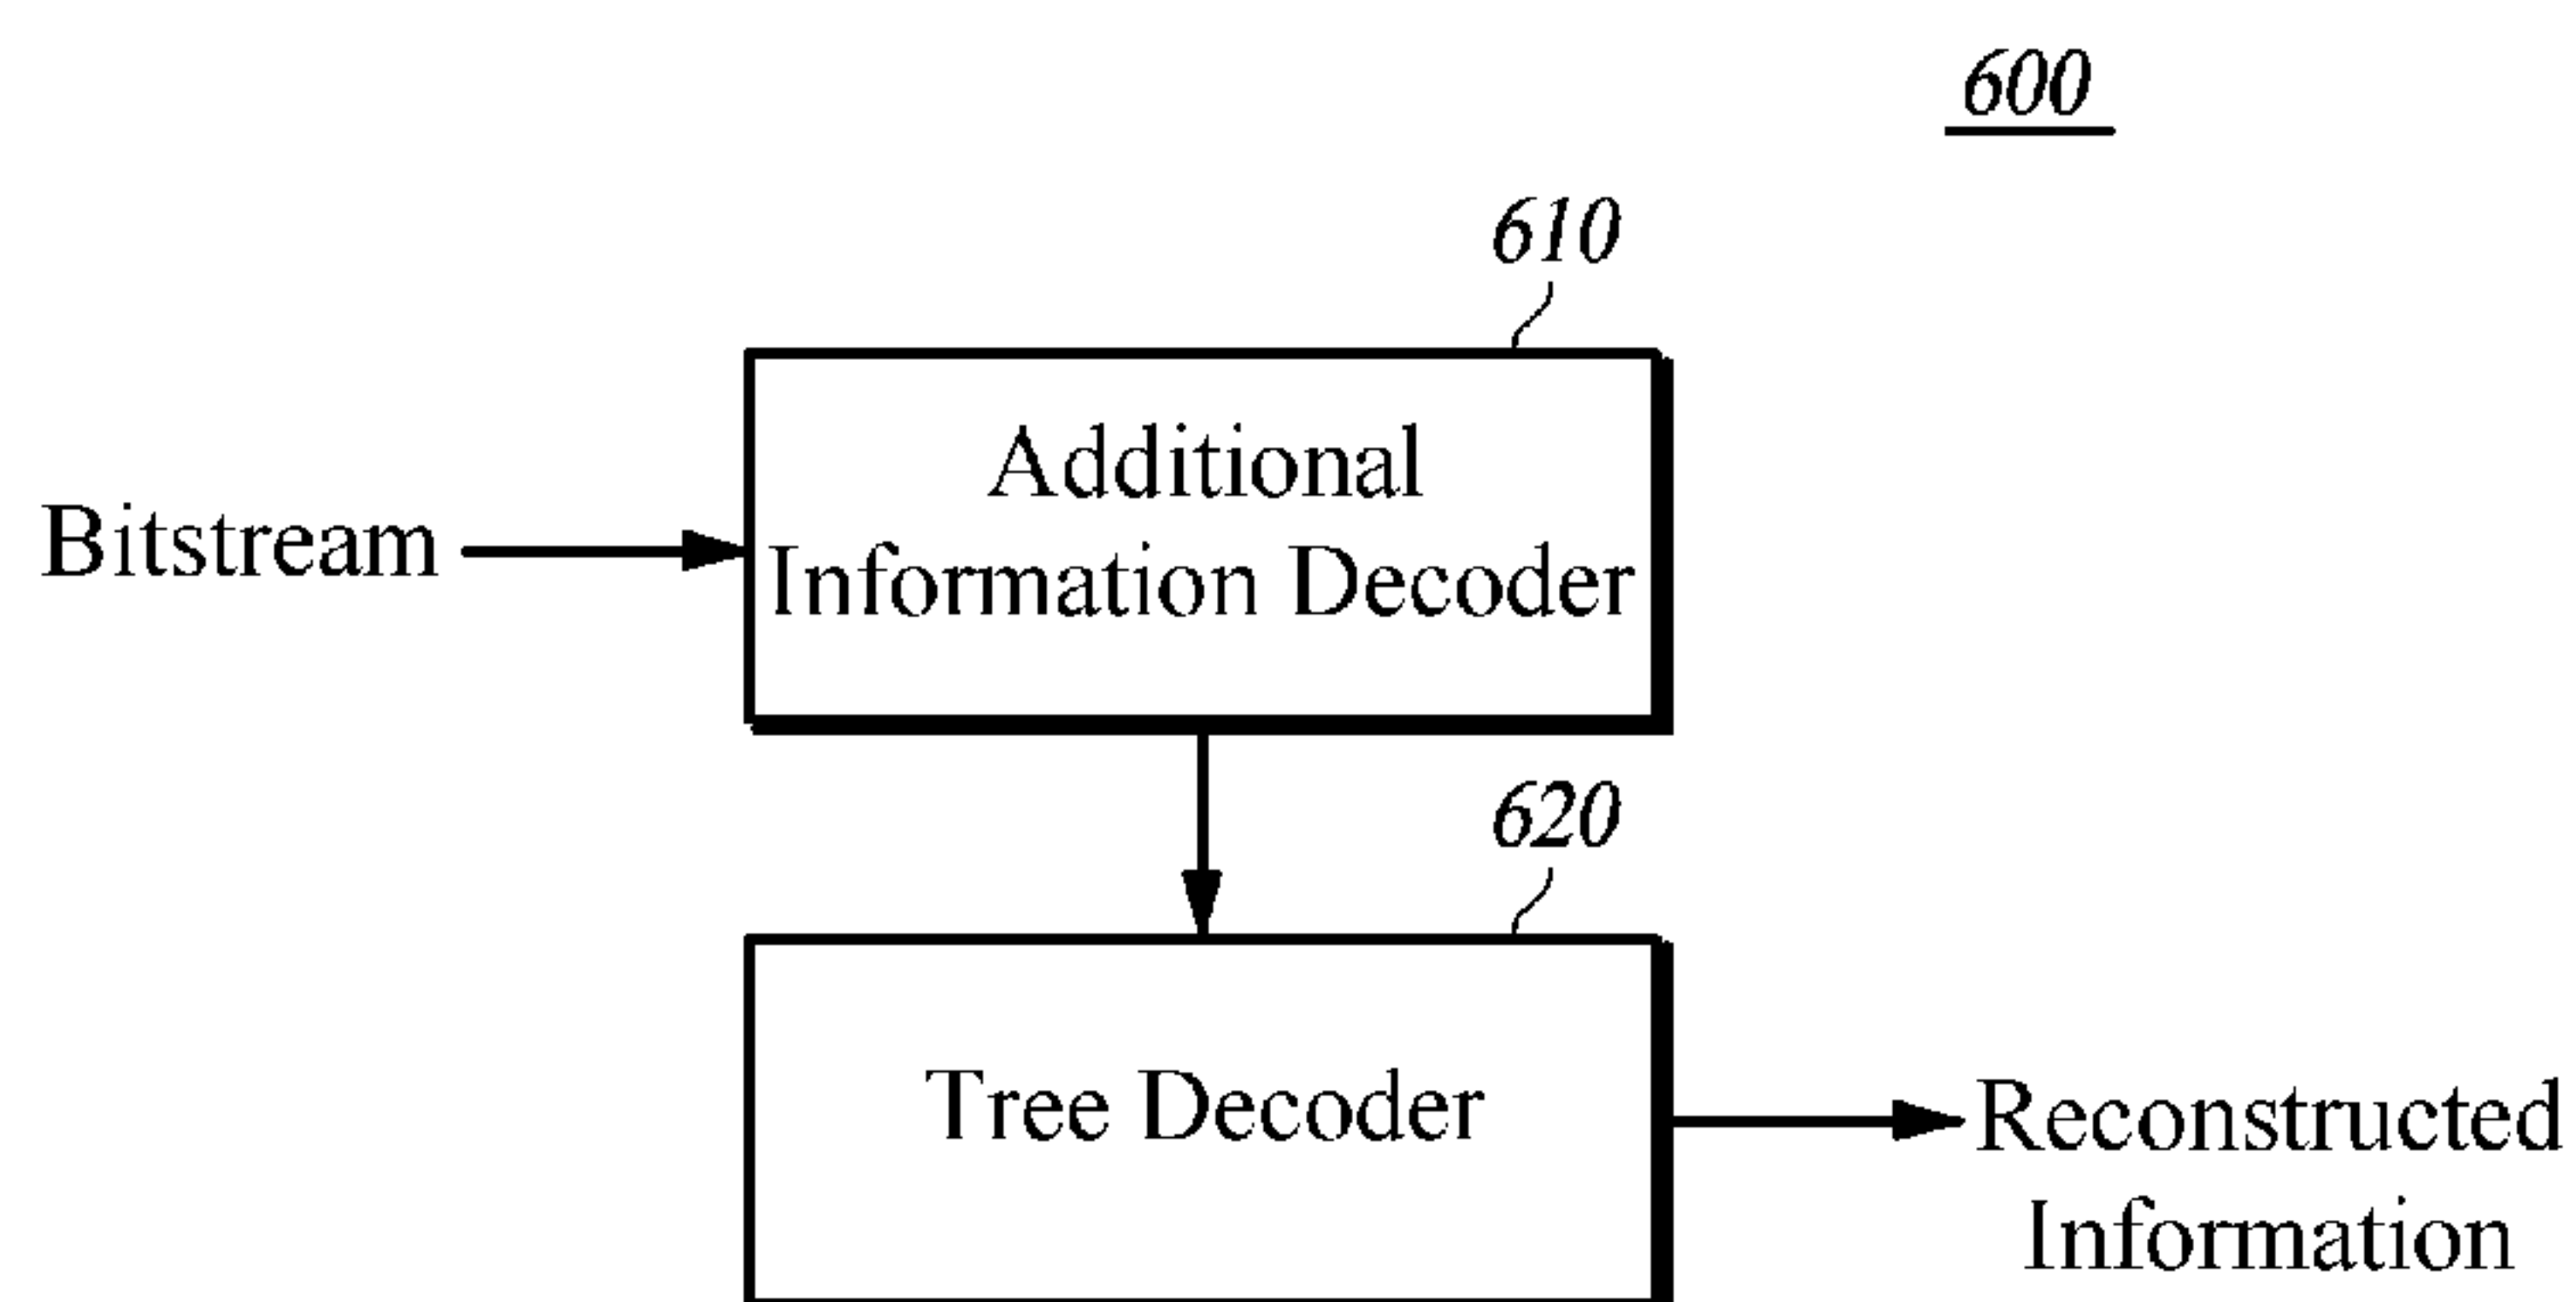 600
610
Additional
Information Decoder
Bitstream
620
Tree Decoder
Reconstructed
Information